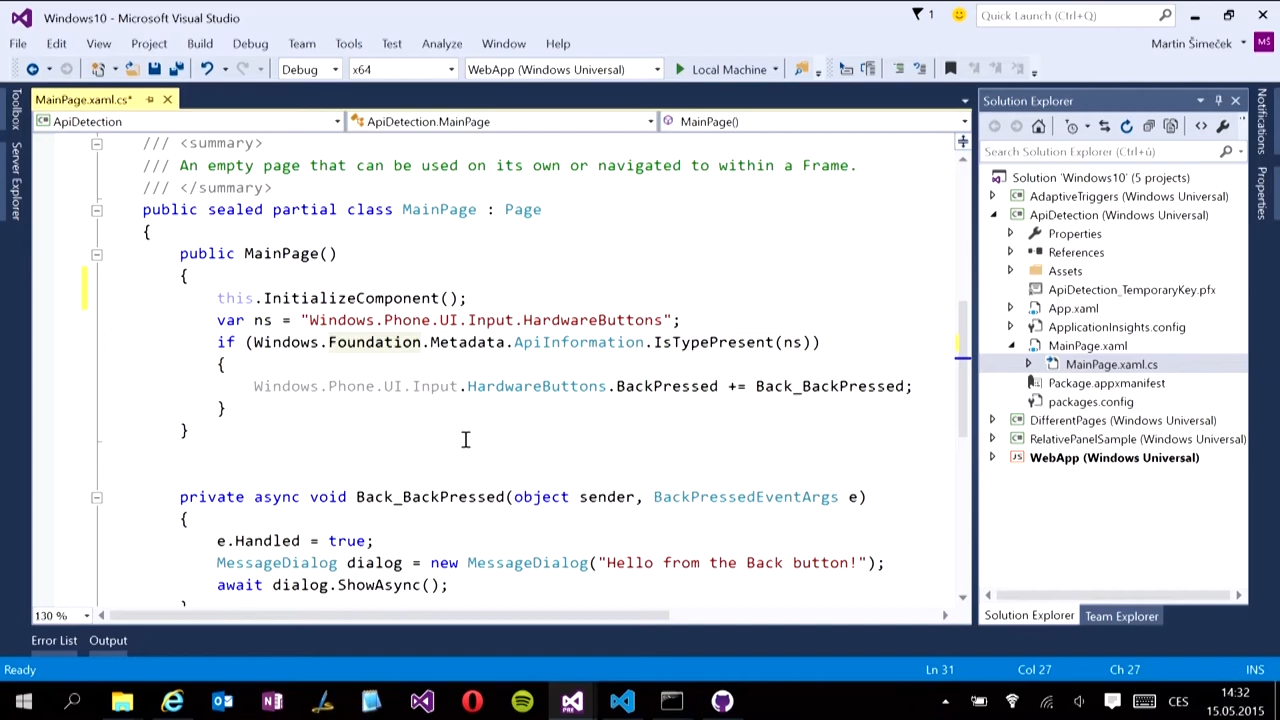 Windows10 - Microsoft Visual Studio
1
Quick Launch (Ctrl+Q)
File Edit View Project Build Debug Team Tools Test Analyze Window Help
Martin Šimeček
MŠ
Debug x64 WebApp (Windows Universal) Local Machine
Toolbox
Server Explorer
MainPage.xaml.cs*
ApiDetection ApiDetection.MainPage MainPage()
/// <summary>
/// An empty page that can be used on its own or navigated to within a Frame.
/// </summary>
public sealed partial class MainPage : Page
{
public MainPage()
{
this.InitializeComponent();
var ns = "Windows.Phone.UI.Input.HardwareButtons";
if (Windows.Foundation.Metadata.ApiInformation.IsTypePresent(ns))
{
Windows.Phone.UI.Input.HardwareButtons.BackPressed += Back_BackPressed;
}
}
private async void Back_BackPressed(object sender, BackPressedEventArgs e)
{
e.Handled = true;
MessageDialog dialog = new MessageDialog("Hello from the Back button!");
await dialog.ShowAsync();
130 %
Solution Explorer
Search Solution Explorer (Ctrl+ů)
Solution 'Windows10' (5 projects)
AdaptiveTriggers (Windows Universal)
ApiDetection (Windows Universal)
Properties
References
Assets
ApiDetection_TemporaryKey.pfx
App.xaml
ApplicationInsights.config
MainPage.xaml
MainPage.xaml.cs
Package.appxmanifest
packages.config
DifferentPages (Windows Universal)
RelativePanelSample (Windows Universal)
WebApp (Windows Universal)
Solution Explorer Team Explorer
Notifications
Properties
Error List Output
Ready Ln 31 Col 27 Ch 27 INS
CES
14:32
15.05.2015